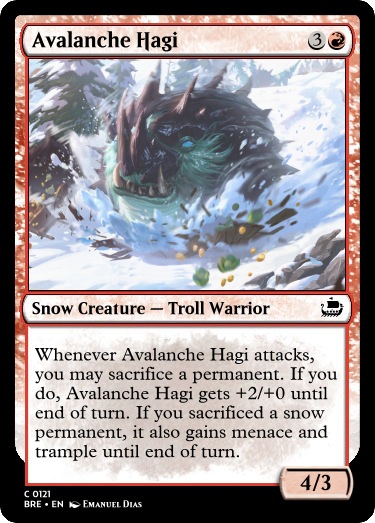 Avalanche Hagi
3
Snow Creature — Troll Warrior
Whenever Avalanche Hagi attacks,
you may sacrifice a permanent. If you
do, Avalanche Hagi gets +2/+0 until
end of turn. If you sacrificed a snow
permanent, it also gains menace and
trample until end of turn.
4/3
C 0121
BRE • EN Emanuel Dias